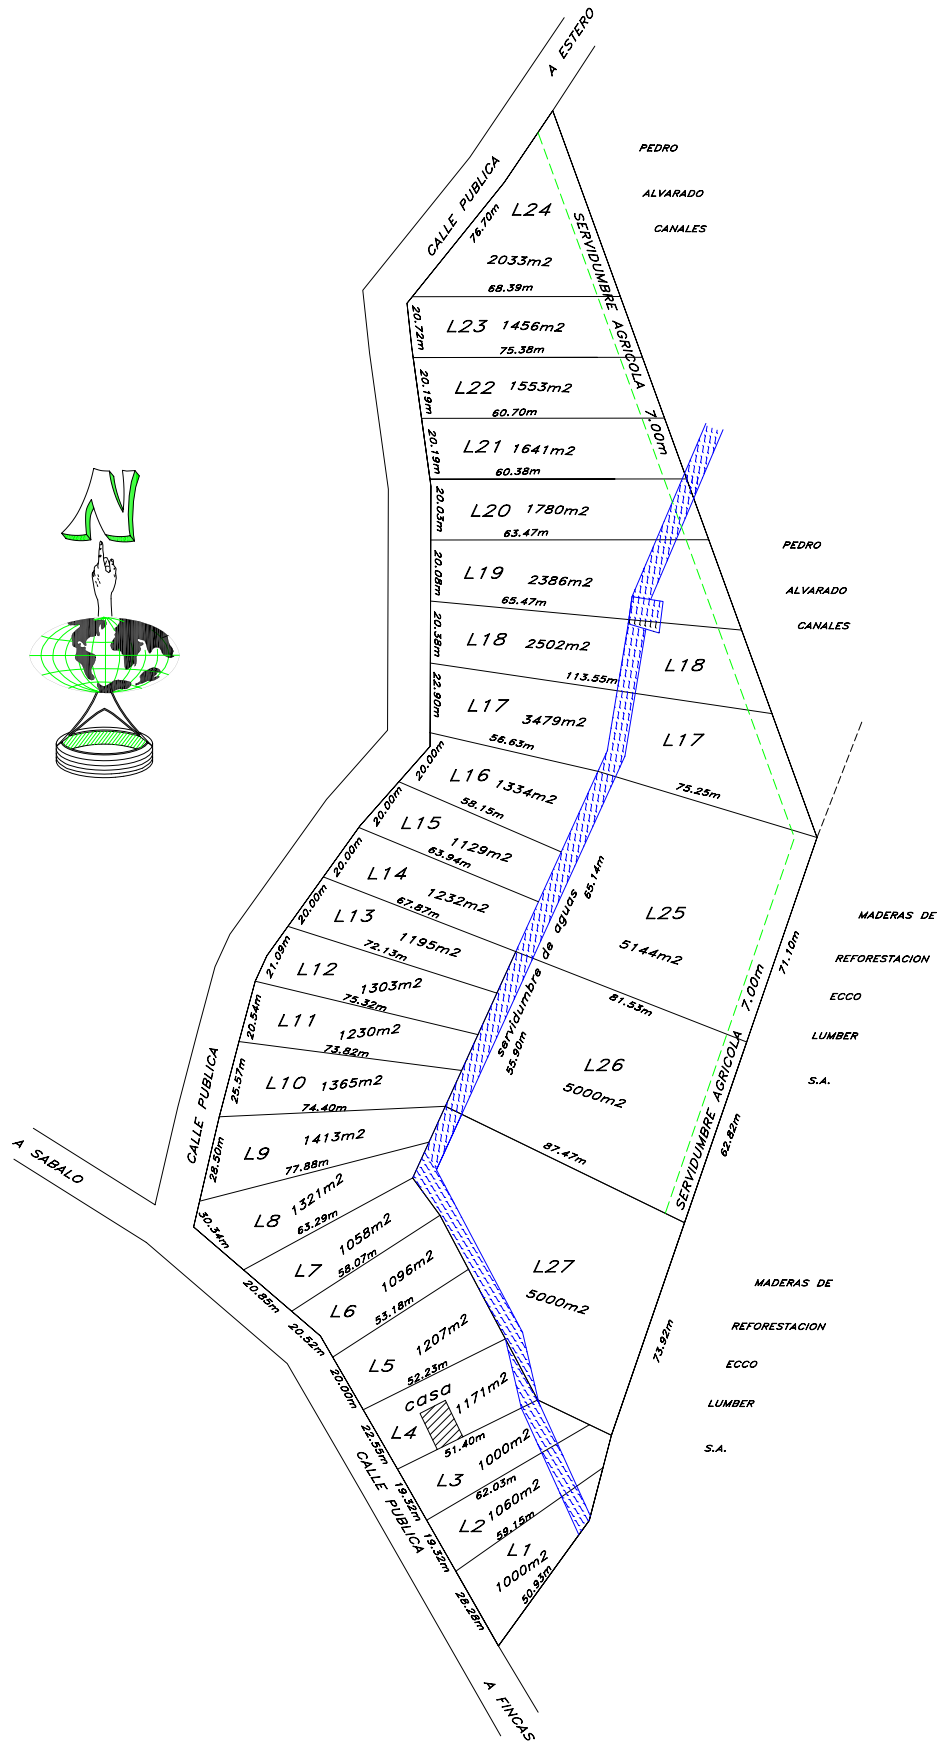 A ESTERO
CALLE PUBLICA
PEDRO
ALVARADO
CANALES
L24
76.70m
2033m2
68.39m
SERVIDUMBRE AGRICOLA 7.00m
20.72m
L23 1456m2
75.38m
20.19m
L22 1553m2
60.70m
20.19m
L21 1641m2
60.38m
20.03m
L20 1780m2
63.47m
20.08m
L19 2386m2
65.47m
PEDRO
ALVARADO
CANALES
20.38m
L18 2502m2
L18
113.55m
22.90m
L17 3479m2
L17
56.63m
75.25m
N
20.00m
L16 1334m2
58.15m
20.00m
L15 1129m2
63.94m
20.00m
L14 1232m2
67.87m
20.00m
L13 1195m2
72.13m
21.09m
L12 1303m2
75.32m
20.54m
L11 1230m2
73.82m
25.57m
L10 1365m2
74.40m
28.50m
L9 1413m2
77.88m
65.14m
servidumbre de aguas
55.90m
L25
5144m2
81.53m
71.10m
MADERAS DE
REFORESTACION
ECCO
LUMBER
S.A.
L26
5000m2
87.47m
SERVIDUMBRE AGRICOLA 7.00m
62.82m
CALLE PUBLICA
A SABALO
30.34m
L8 1321m2
63.29m
20.85m
L7 1058m2
58.07m
20.52m
L6 1096m2
53.18m
20.00m
L5 1207m2
52.23m
L27
5000m2
73.92m
MADERAS DE
REFORESTACION
ECCO
LUMBER
S.A.
casa
22.55m
L4 1171m2
51.40m
19.32m
L3 1000m2
62.03m
CALLE PUBLICA
19.32m
L2 1060m2
59.15m
28.28m
L1
1000m2
50.93m
A FINCAS